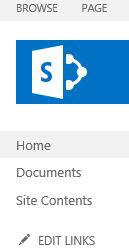 BROWSE PAGE
S
Home
Documents
Site Contents
EDIT LINKS